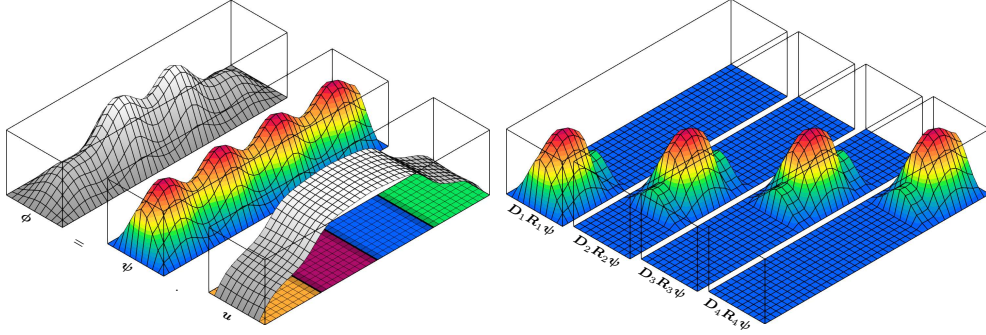 ϕ
=
ψ
.
u
D₁R₁ψ
D₂R₂ψ
D₃R₃ψ
D₄R₄ψ